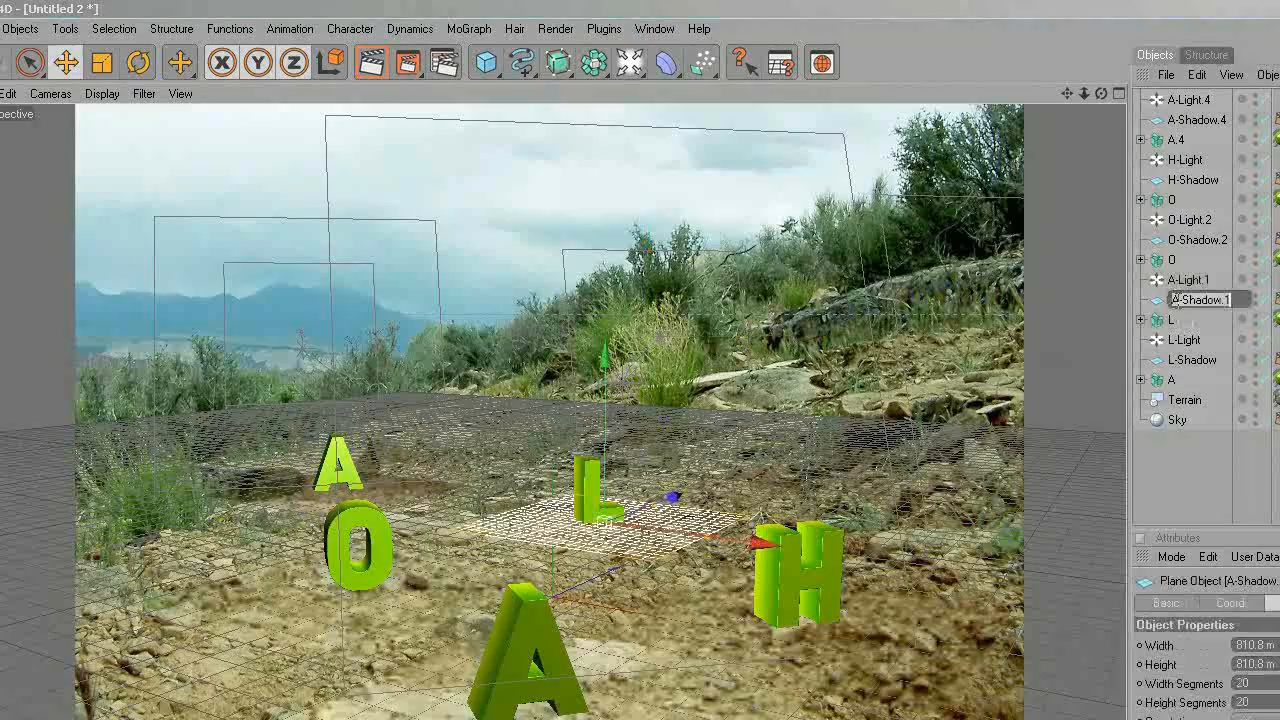 4D - [Untitled 2 *]
Objects Tools Selection Structure Functions Animation Character Dynamics MoGraph Hair Render Plugins Window Help
X Y Z
Edit Cameras Display Filter View
Objects Structure
File Edit View
A-Light.4
A-Shadow.4
A.4
H-Light
H-Shadow
O
O-Light.2
O-Shadow.2
O
A-Light.1
A-Shadow.1
L
L-Light
L-Shadow
A
Terrain
Sky
A
L
O
H
A
Attributes
Mode Edit User Data
Plane Object [A-Shadow.
Basic Coord
Object Properties
Width 810.8 m
Height 810.8 m
Width Segments 20
Height Segments 20